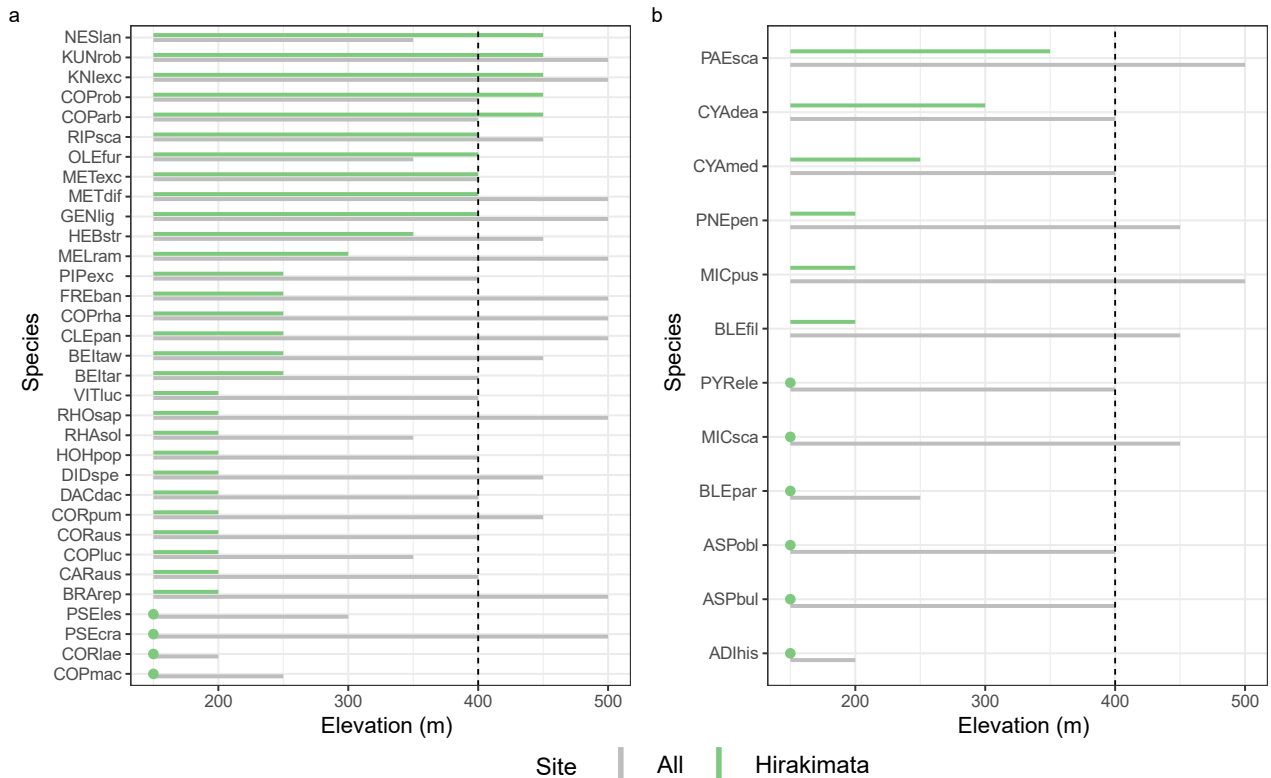 a
NESlan
KUNrob
KNIexc
COProb
COParb
RIPsca
OLEfur
METexc
METdif
GENlig
HEBstr
MELram
PIPexc
FREban
COPrha
CLEpan
BEItaw
BEItar
VITluc
RHOsap
RHAsol
HOHpop
DIDspe
DACdac
CORpum
CORaus
COPluc
CARaus
BRArep
PSEles
PSEcra
CORlae
COPmac
Species
200 300 400 500
Elevation (m)
b
PAEsca
CYAdea
CYAmed
PNEpen
MICpus
BLEfil
PYRele
MICsca
BLEpar
ASPobl
ASPbul
ADIhis
Species
200 300 400 500
Elevation (m)
Site All Hirakimata